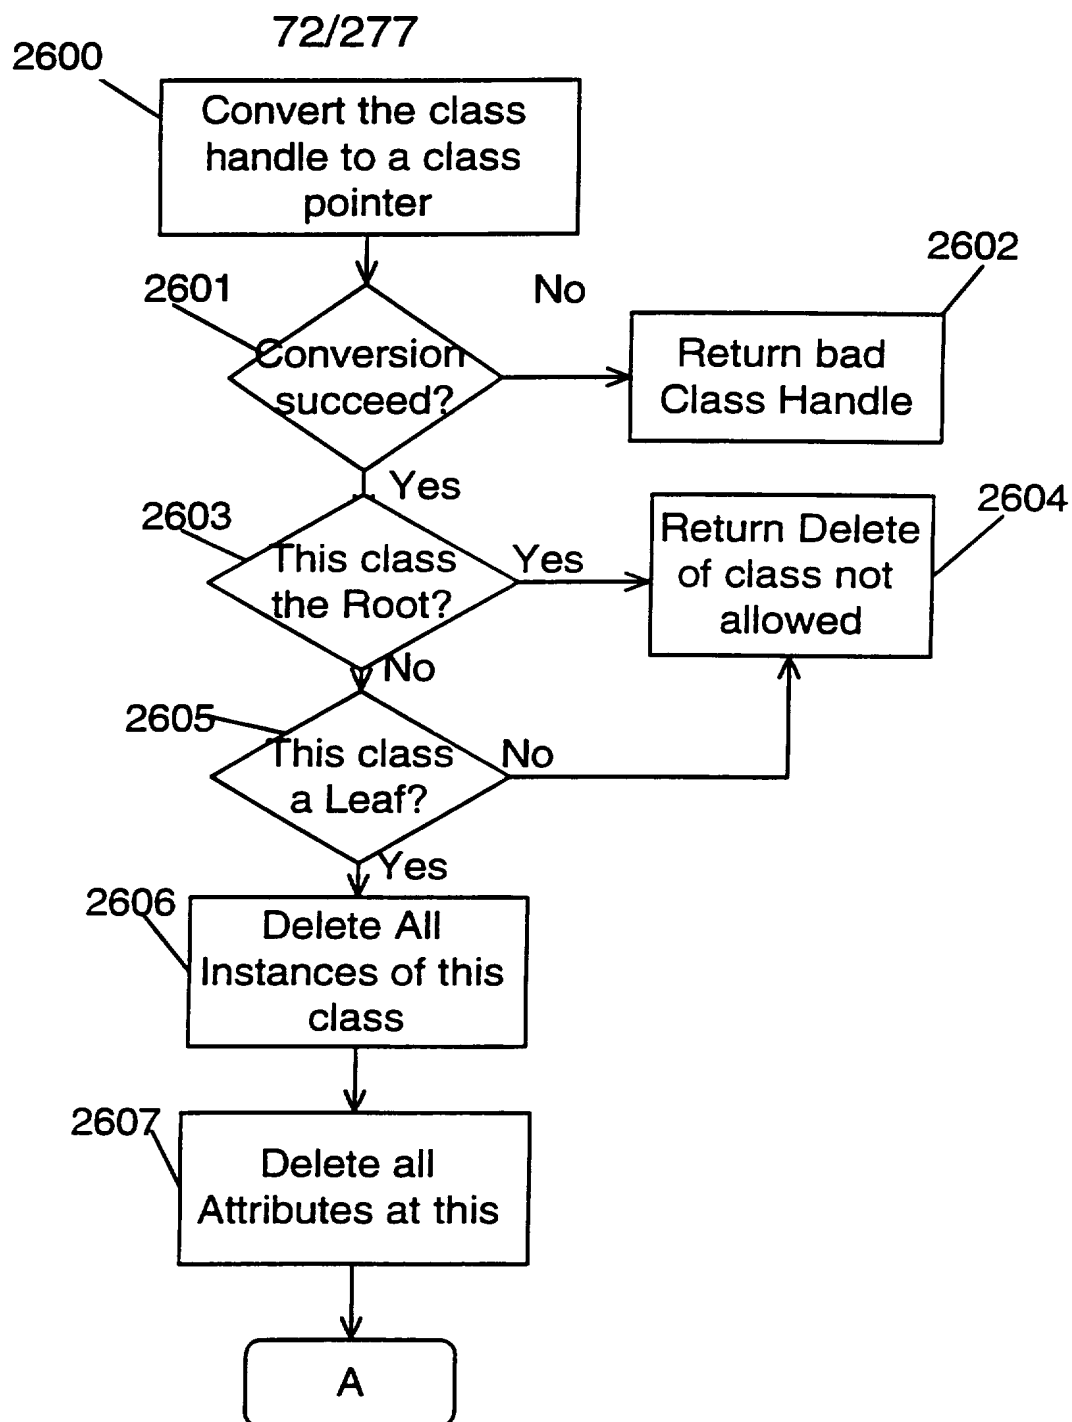 72/277
2600
Convert the class
handle to a class
pointer
2601
Conversion
succeed?
No
2602
Return bad
Class Handle
Yes
2603
This class
the Root?
Yes
2604
Return Delete
of class not
allowed
No
2605
This class
a Leaf?
No
Yes
2606
Delete All
Instances of this
class
2607
Delete all
Attributes at this
A